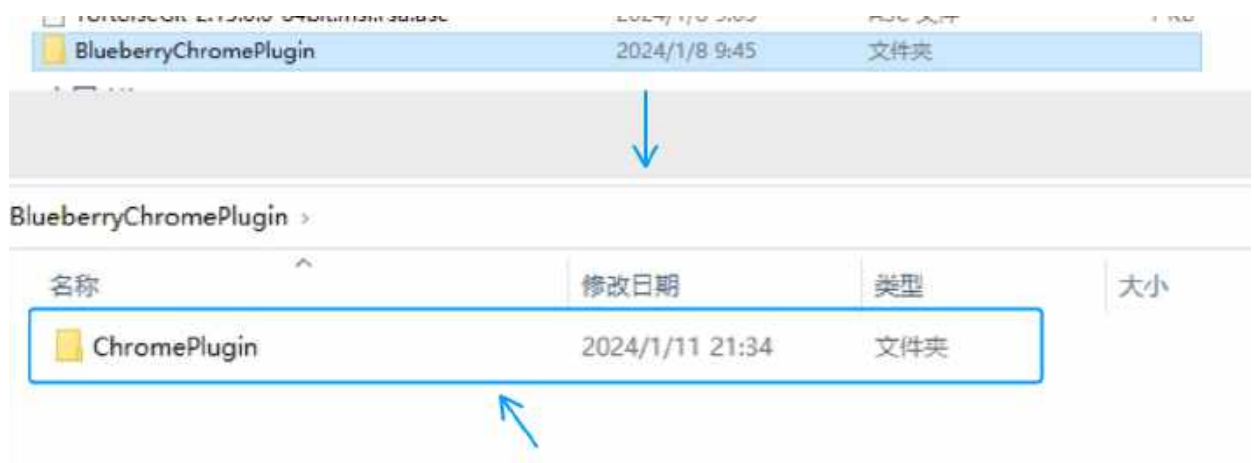 BlueberryChromePlugin 2024/1/8 9:45 文件夹
BlueberryChromePlugin ›
名称 修改日期 类型 大小
ChromePlugin 2024/1/11 21:34 文件夹